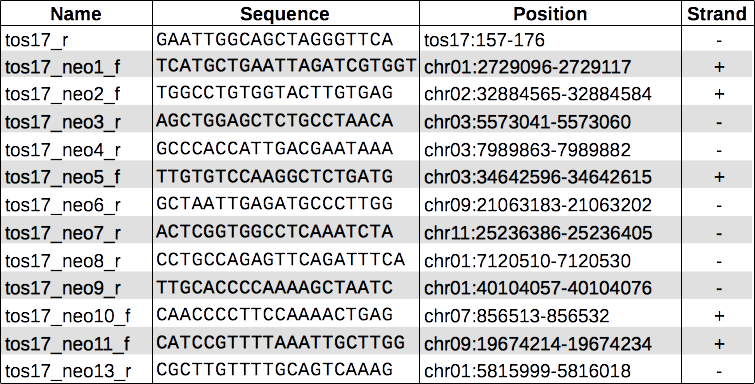 Name Sequence Position Strand
tos17_r GAATTGGCAGCTAGGGTTCA tos17:157-176 -
tos17_neo1_f TCATGCTGAATTAGATCGTGGT chr01:2729096-2729117 +
tos17_neo2_f TGGCCTGTGGTACTTGTGAG chr02:32884565-32884584 +
tos17_neo3_r AGCTGGAGCTCTGCCTAACA chr03:5573041-5573060 -
tos17_neo4_r GCCCACCATTGACGAATAAA chr03:7989863-7989882 -
tos17_neo5_f TTGTGTCCAAGGCTCTGATG chr03:34642596-34642615 +
tos17_neo6_r GCTAATTGAGATGCCCTTGG chr09:21063183-21063202 -
tos17_neo7_r ACTCGGTGGCCTCAAATCTA chr11:25236386-25236405 -
tos17_neo8_r CCTGCCAGAGTTCAGATTTCA chr01:7120510-7120530 -
tos17_neo9_r TTGCACCCCAAAAGCTAATC chr01:40104057-40104076 -
tos17_neo10_f CAACCCCTTCCAAAACTGAG chr07:856513-856532 +
tos17_neo11_f CATCCGTTTTAAATTGCTTGG chr09:19674214-19674234 +
tos17_neo13_r CGCTTGTTTTGCAGTCAAAG chr01:5815999-5816018 -